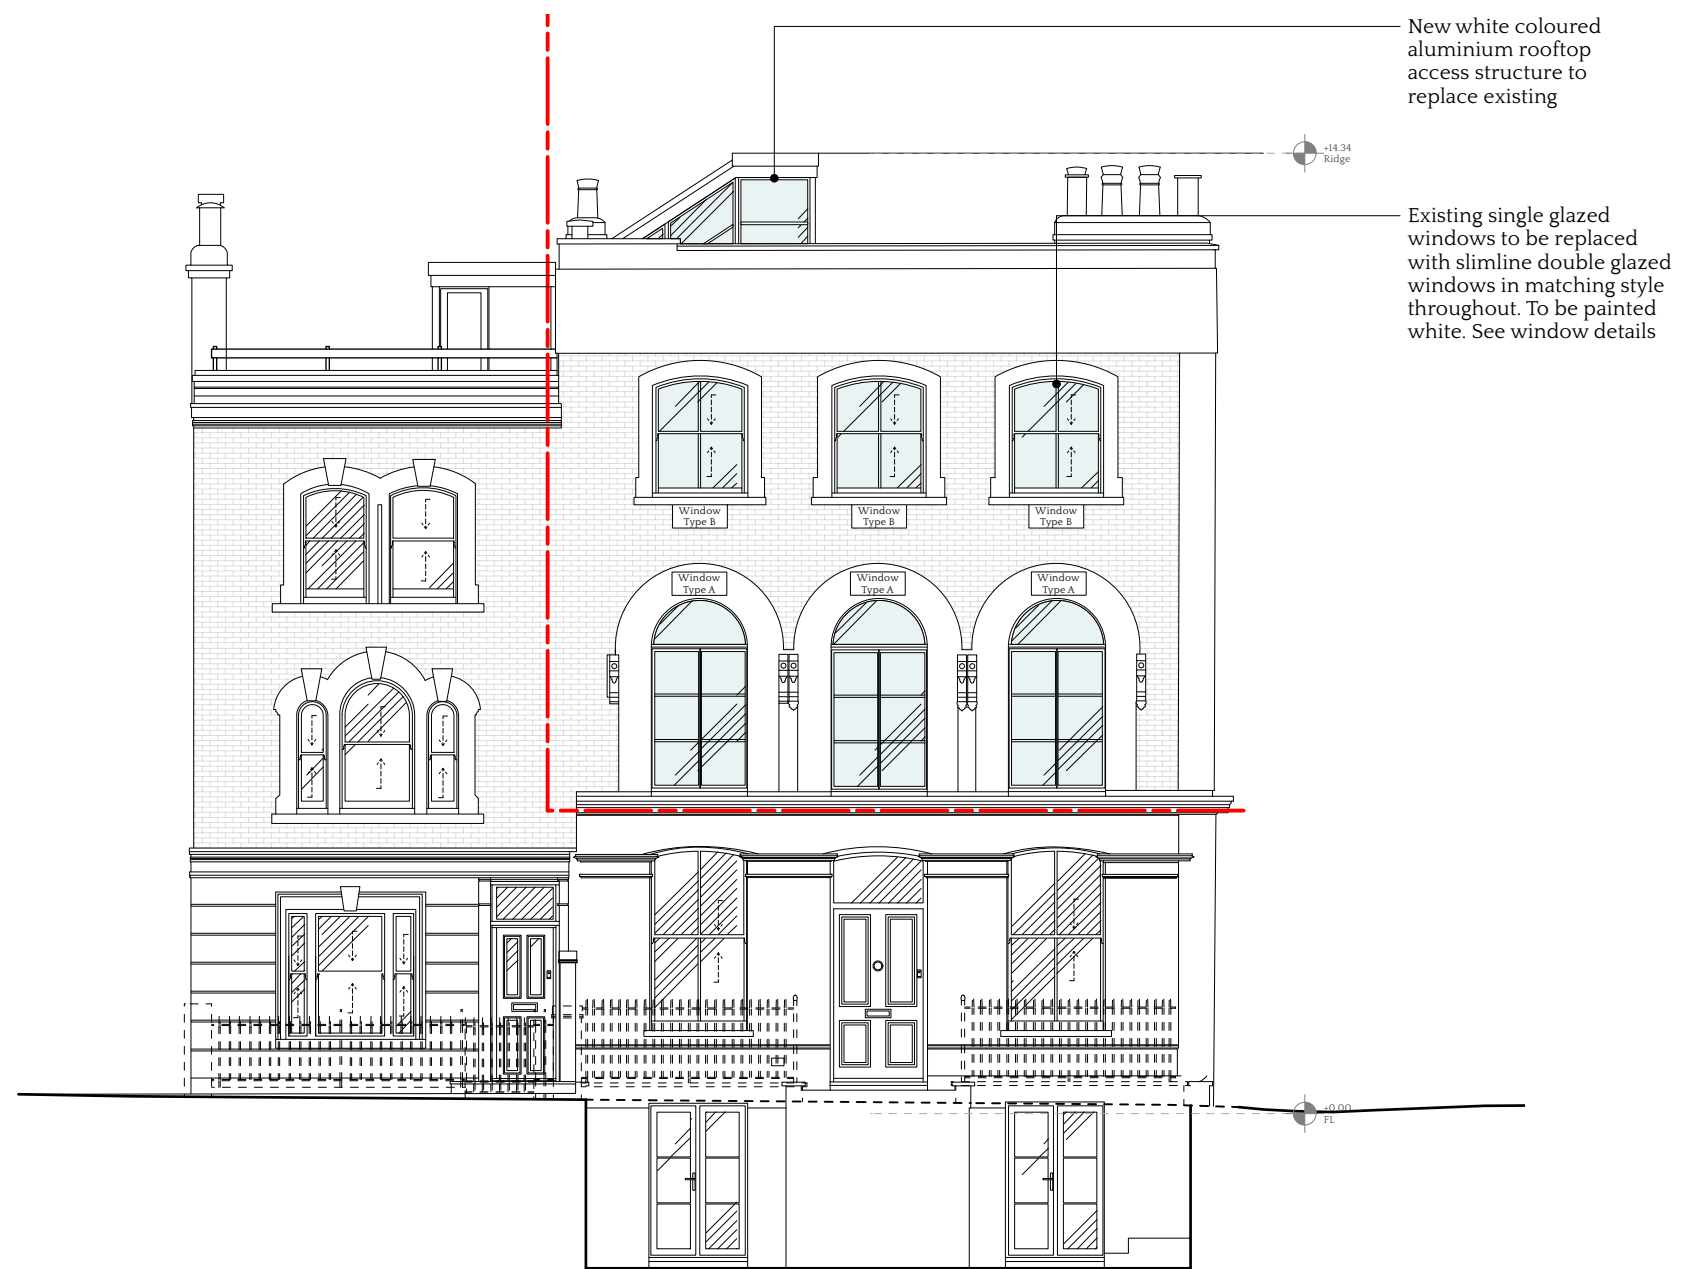 New white coloured
aluminium rooftop
access structure to
replace existing
+14.34
Ridge
Existing single glazed
windows to be replaced
with slimline double glazed
windows in matching style
throughout. To be painted
white. See window details
Window
Type B
Window
Type B
Window
Type B
Window
Type A
Window
Type A
Window
Type A
+0.00
FL